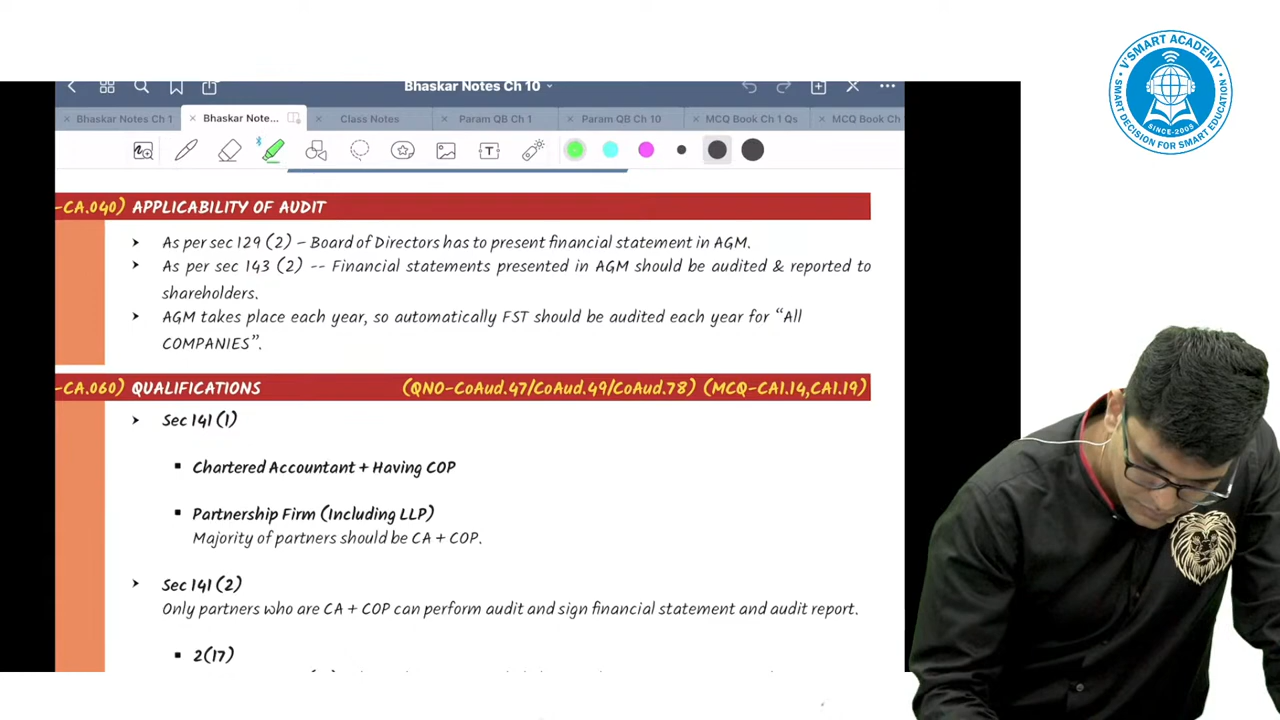 Bhaskar Notes Ch 10
Bhaskar Notes Ch 1
Bhaskar Note...
Class Notes
Param QB Ch 1
Param QB Ch 10
MCQ Book Ch 1 Qs
MCQ Book Ch
V'SMART ACADEMY
SMART DECISION FOR SMART EDUCATION
SINCE-2005
-CA.040) APPLICABILITY OF AUDIT
➤ As per sec 129 (2) – Board of Directors has to present financial statement in AGM.
➤ As per sec 143 (2) -- Financial statements presented in AGM should be audited & reported to
shareholders.
➤ AGM takes place each year, so automatically FST should be audited each year for “All
COMPANIES”.
-CA.060) QUALIFICATIONS (QNO-CoAud.47/CoAud.49/CoAud.78) (MCQ-CA1.14,CA1.19)
➤ Sec 141 (1)
▪ Chartered Accountant + Having COP
▪ Partnership Firm (Including LLP)
Majority of partners should be CA + COP.
➤ Sec 141 (2)
Only partners who are CA + COP can perform audit and sign financial statement and audit report.
▪ 2(17)